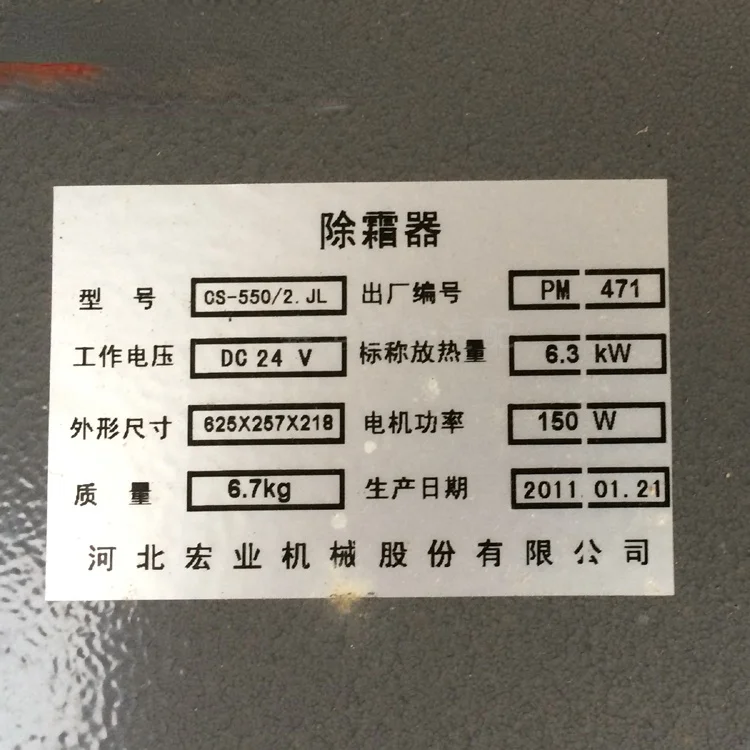 除霜器
型 号 CS-550/2.JL 出厂编号 PM 471
工作电压 DC 24 V 标称放热量 6.3 kW
外形尺寸 625X257X218 电机功率 150 W
质 量 6.7kg 生产日期 2011 01.21
河北宏业机械股份有限公司